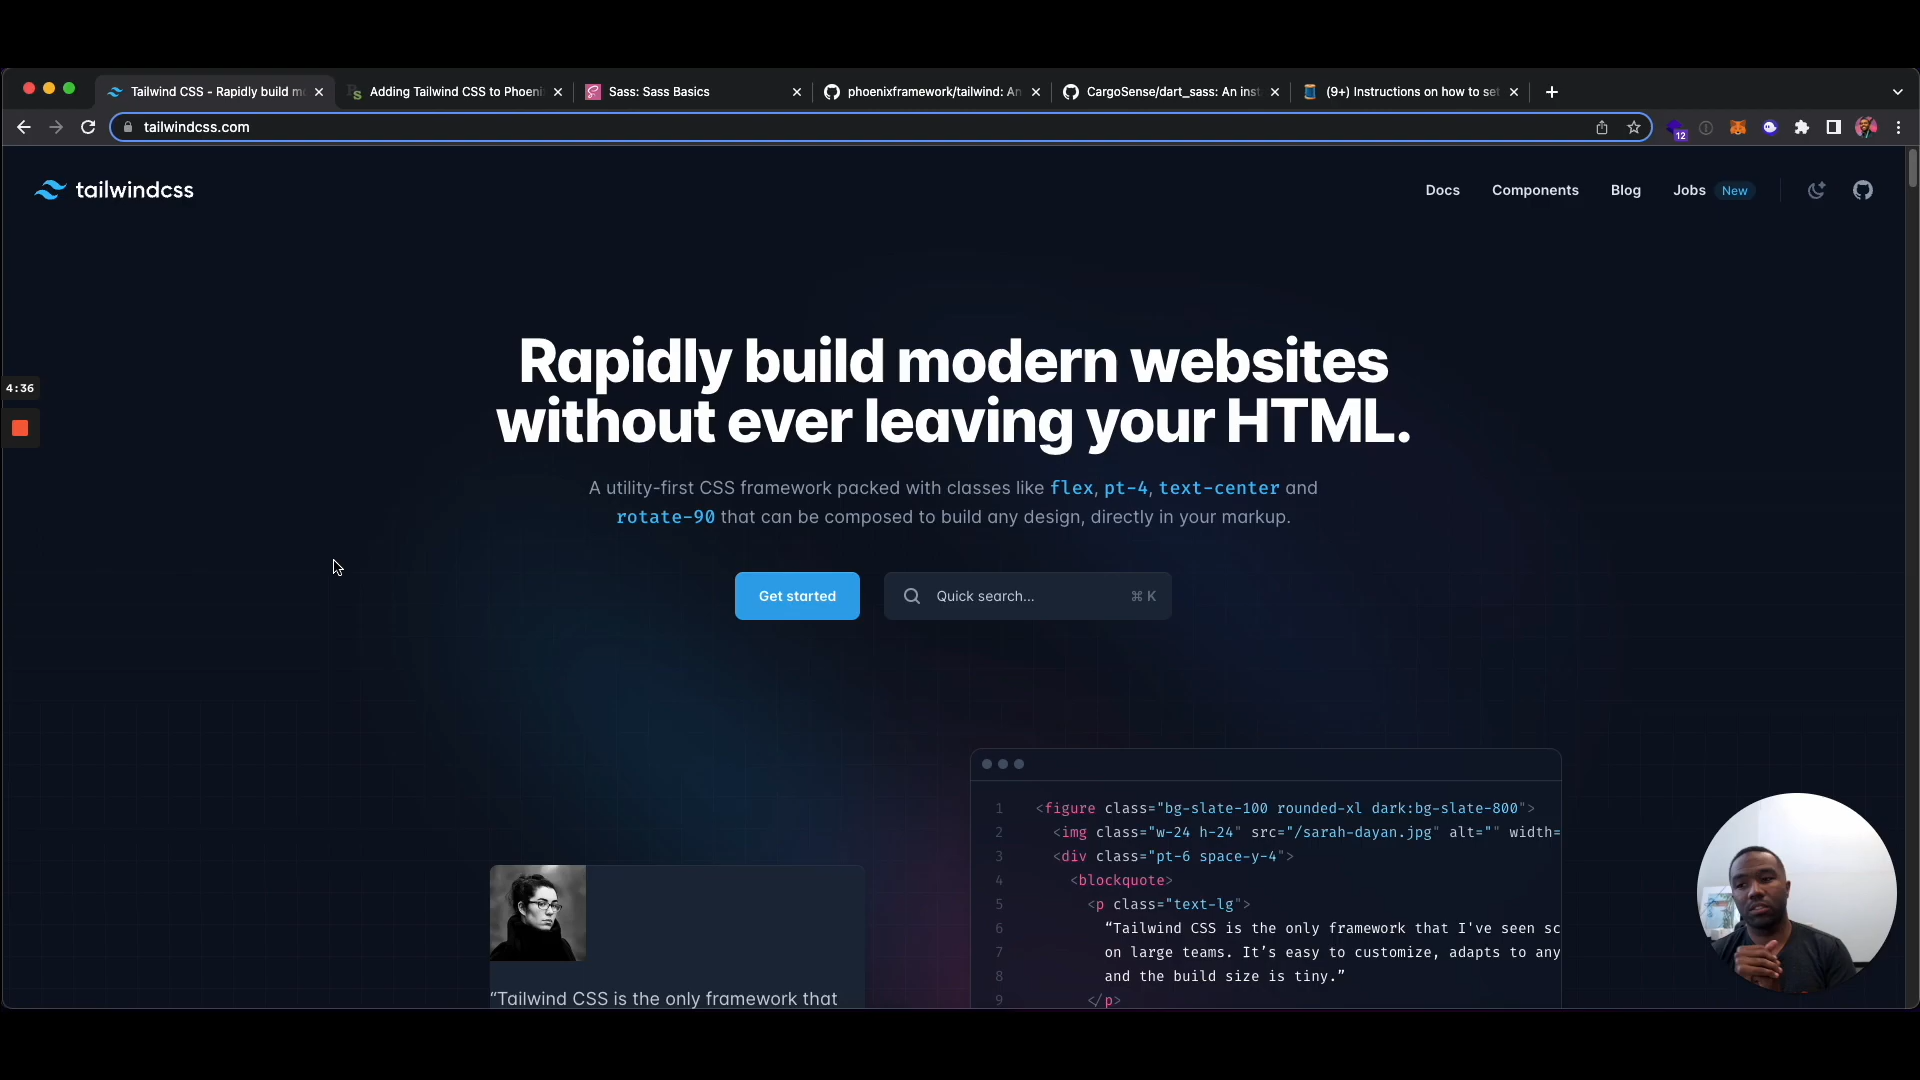 Tailwind CSS - Rapidly build m
Adding Tailwind CSS to Phoeni
Sass: Sass Basics
phoenixframework/tailwind: An
CargoSense/dart_sass: An inst
(9+) Instructions on how to set
tailwindcss.com
12
tailwindcss
Docs
Components
Blog
Jobs
New
Rapidly build modern websites
without ever leaving your HTML.
4:36
A utility-first CSS framework packed with classes like flex, pt-4, text-center and
rotate-90 that can be composed to build any design, directly in your markup.
Get started
Quick search...
⌘ K
1 <figure class="bg-slate-100 rounded-xl dark:bg-slate-800">
2 <img class="w-24 h-24" src="/sarah-dayan.jpg" alt="" width=
3 <div class="pt-6 space-y-4">
4 <blockquote>
5 <p class="text-lg">
6 “Tailwind CSS is the only framework that I've seen sc
7 on large teams. It’s easy to customize, adapts to any
8 and the build size is tiny.”
9 </p>
“Tailwind CSS is the only framework that